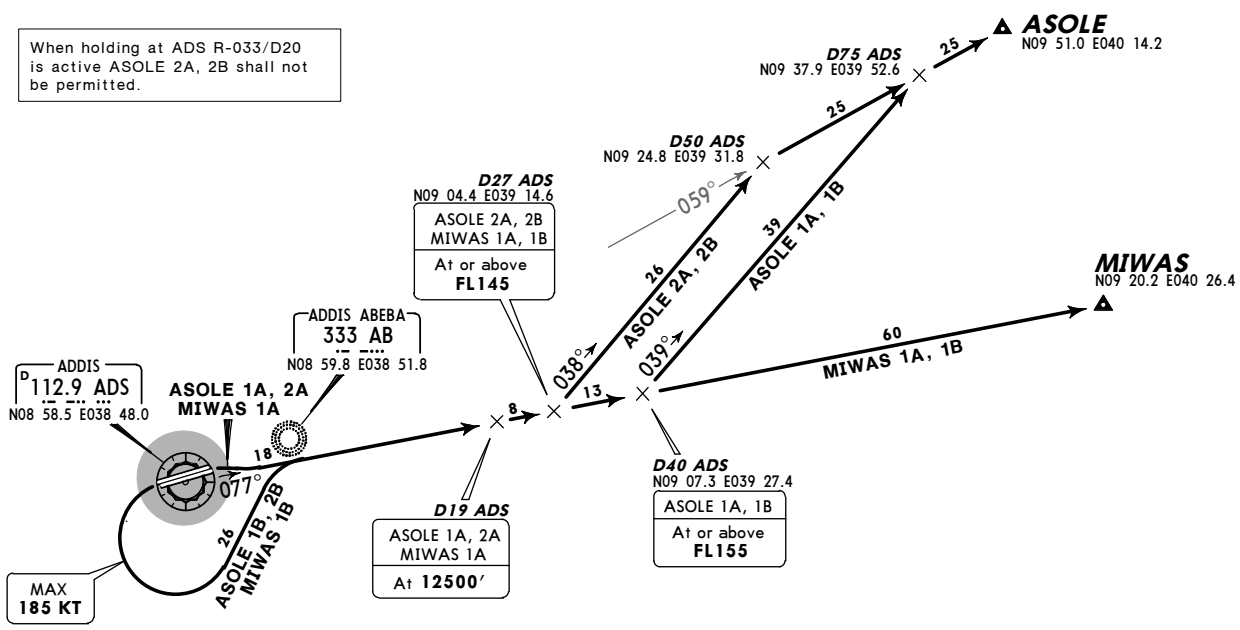 When holding at ADS R-033/D20
is active ASOLE 2A, 2B shall not
be permitted.
ASOLE
N09 51.0 E040 14.2
25
D75 ADS
N09 37.9 E039 52.6
25
D50 ADS
N09 24.8 E039 31.8
059°
D27 ADS
N09 04.4 E039 14.6
ASOLE 2A, 2B
MIWAS 1A, 1B
At or above
FL145
26
ASOLE 2A, 2B
39
ASOLE 1A, 1B
MIWAS
N09 20.2 E040 26.4
60
MIWAS 1A, 1B
ADDIS ABEBA
333 AB
N08 59.8 E038 51.8
ADDIS
D 112.9 ADS
N08 58.5 E038 48.0
ASOLE 1A, 2A
MIWAS 1A
038°
039°
8
13
18
077°
26
ASOLE 1B, 2B
MIWAS 1B
D19 ADS
ASOLE 1A, 2A
MIWAS 1A
At 12500'
D40 ADS
N09 07.3 E039 27.4
ASOLE 1A, 1B
At or above
FL155
MAX
185 KT